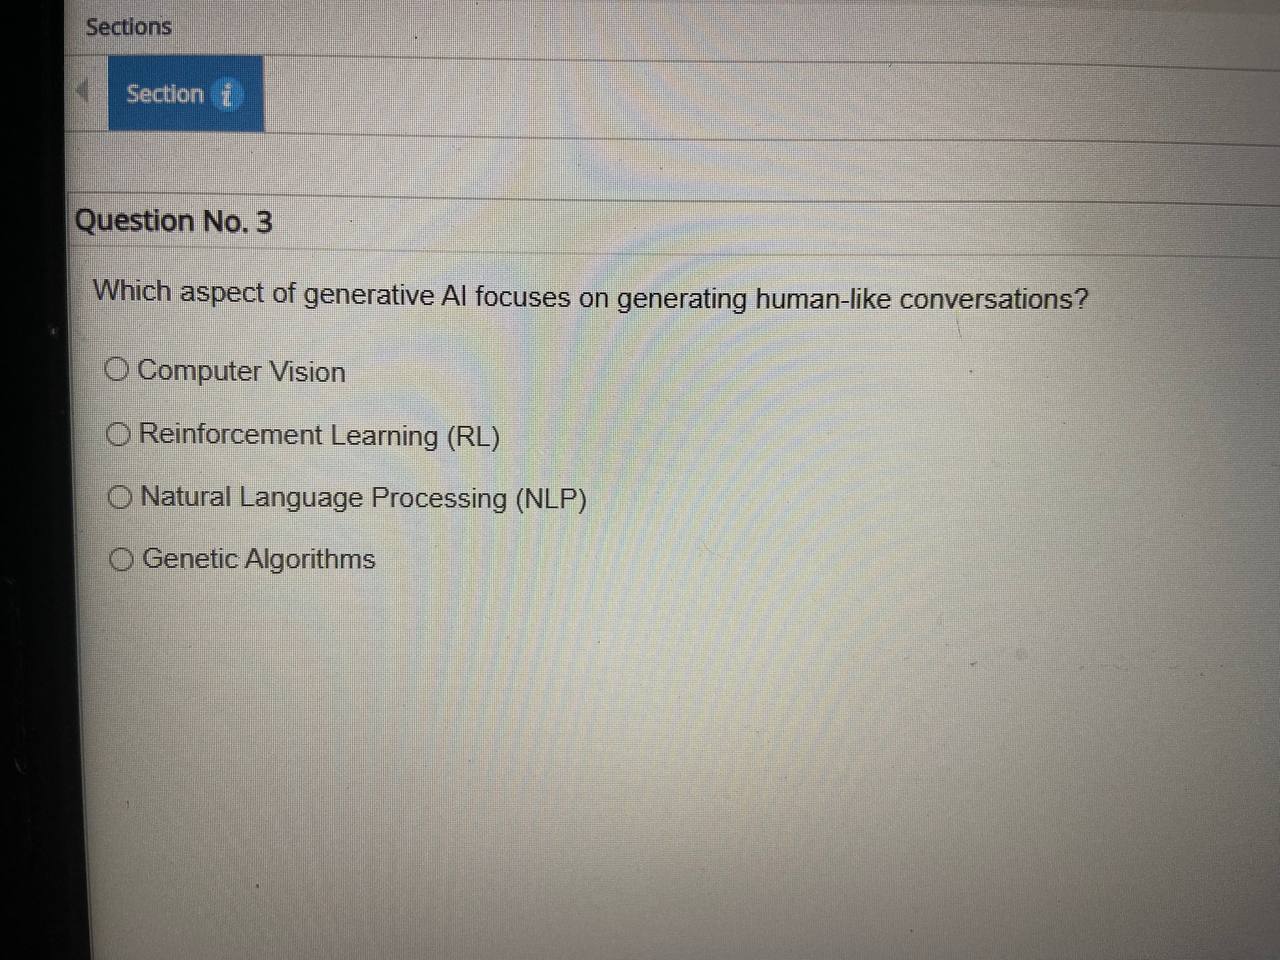 Sections
Section i
Question No. 3
Which aspect of generative AI focuses on generating human-like conversations?
Computer Vision
Reinforcement Learning (RL)
Natural Language Processing (NLP)
Genetic Algorithms